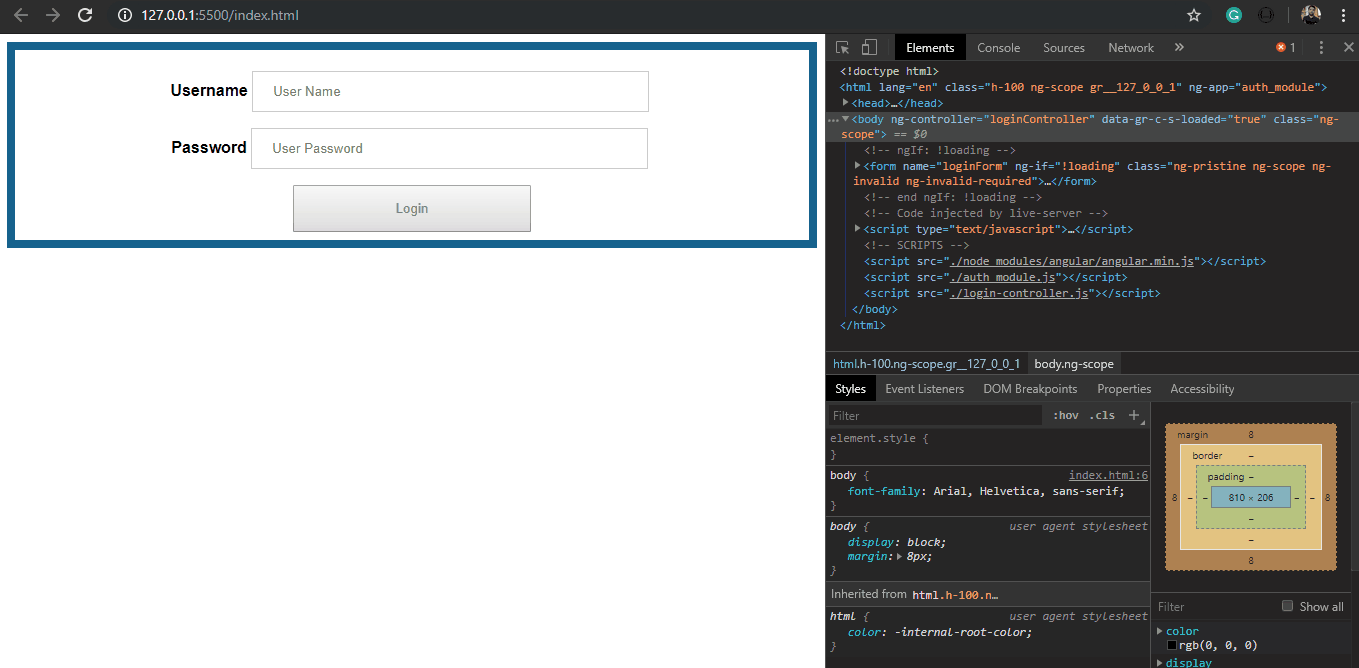 127.0.0.1:5500/index.html
Username
User Name
Password
User Password
Login
Elements Console Sources Network » 1
<!doctype html>
<html lang="en" class="h-100 ng-scope gr__127_0_0_1" ng-app="auth_module">
<head>…</head>
… <body ng-controller="loginController" data-gr-c-s-loaded="true" class="ng-
scope"> == $0
<!-- ngIf: !loading -->
<form name="loginForm" ng-if="!loading" class="ng-pristine ng-scope ng-
invalid ng-invalid-required">…</form>
<!-- end ngIf: !loading -->
<!-- Code injected by live-server -->
<script type="text/javascript">…</script>
<!-- SCRIPTS -->
<script src="./node_modules/angular/angular.min.js"></script>
<script src="./auth_module.js"></script>
<script src="./login-controller.js"></script>
</body>
</html>
html.h-100.ng-scope.gr__127_0_0_1 body.ng-scope
Styles Event Listeners DOM Breakpoints Properties Accessibility
Filter :hov .cls +
element.style {
}
body { index.html:6
font-family: Arial, Helvetica, sans-serif;
}
body { user agent stylesheet
display: block;
margin: 8px;
}
Inherited from html.h-100.n…
html { user agent stylesheet
color: -internal-root-color;
}
margin 8
border –
padding –
8 – – 810 × 206 – – 8
–
–
8
Filter Show all
color
rgb(0, 0, 0)
display